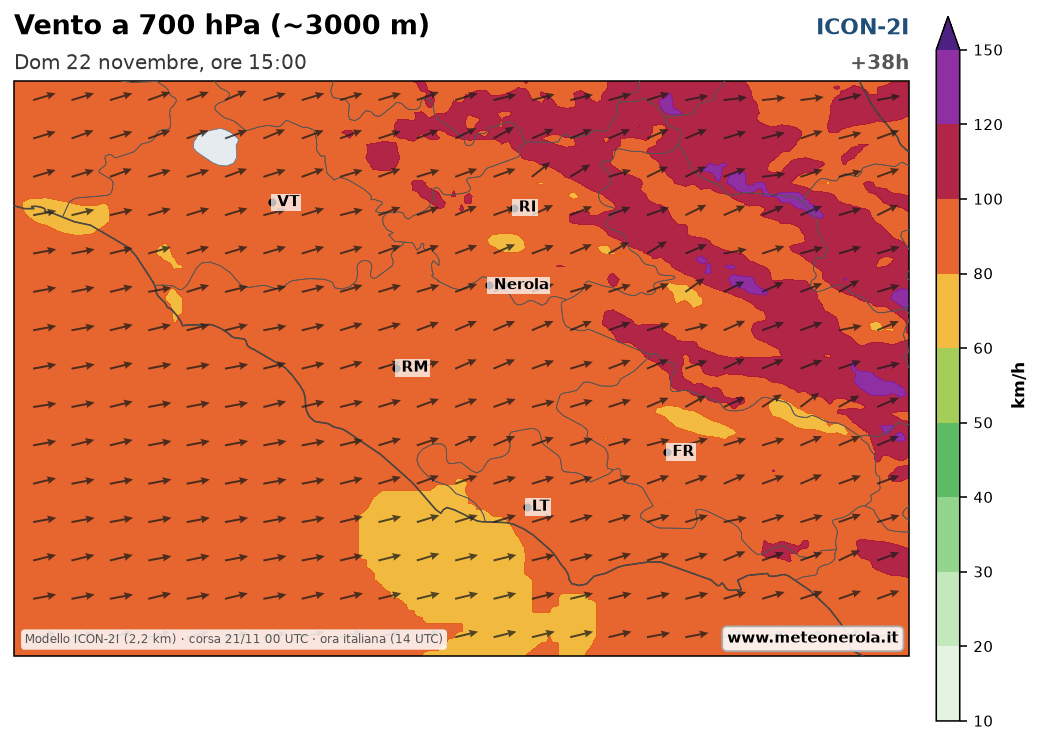 Vento a 700 hPa (~3000 m)
ICON-2I
Dom 22 novembre, ore 15:00
+38h
VT
RI
Nerola
RM
FR
LT
Modello ICON-2I (2,2 km) · corsa 21/11 00 UTC · ora italiana (14 UTC)
www.meteonerola.it
150
120
100
80
60
50
40
30
20
10
km/h